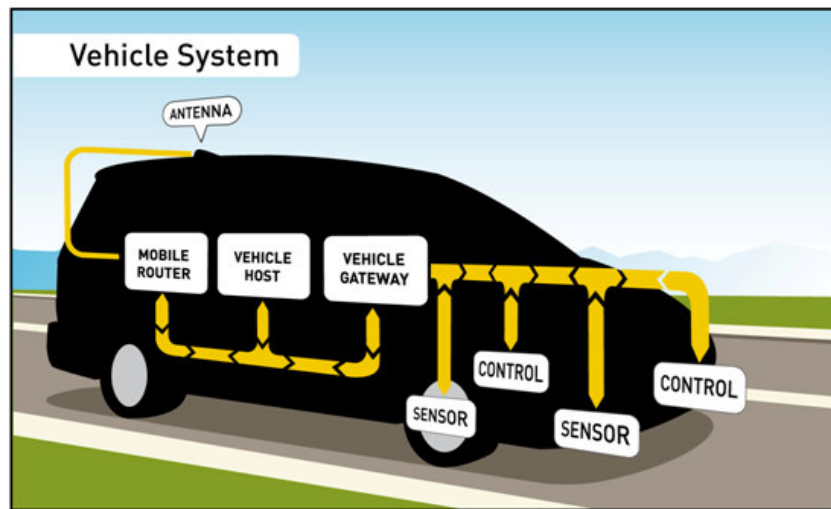 Vehicle System
ANTENNA
MOBILE
ROUTER
VEHICLE
HOST
VEHICLE
GATEWAY
SENSOR
CONTROL
SENSOR
CONTROL